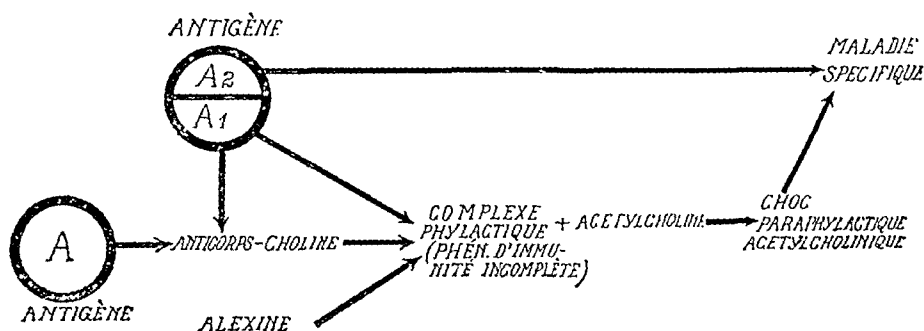 ANTIGÈNE
A2
A1
MALADIE
SPECIFIQUE
A
ANTIGÈNE
ANTICORPS-CHOLINE
ALEXINE
COMPLEXE
PHYLACTIQUE
(PHÉN. D'IMMU-
NITÉ INCOMPLÈTE)
+ ACETYLCHOLINE
CHOC
PARAPHYLACTIQUE
ACETYLCHOLINIQUE